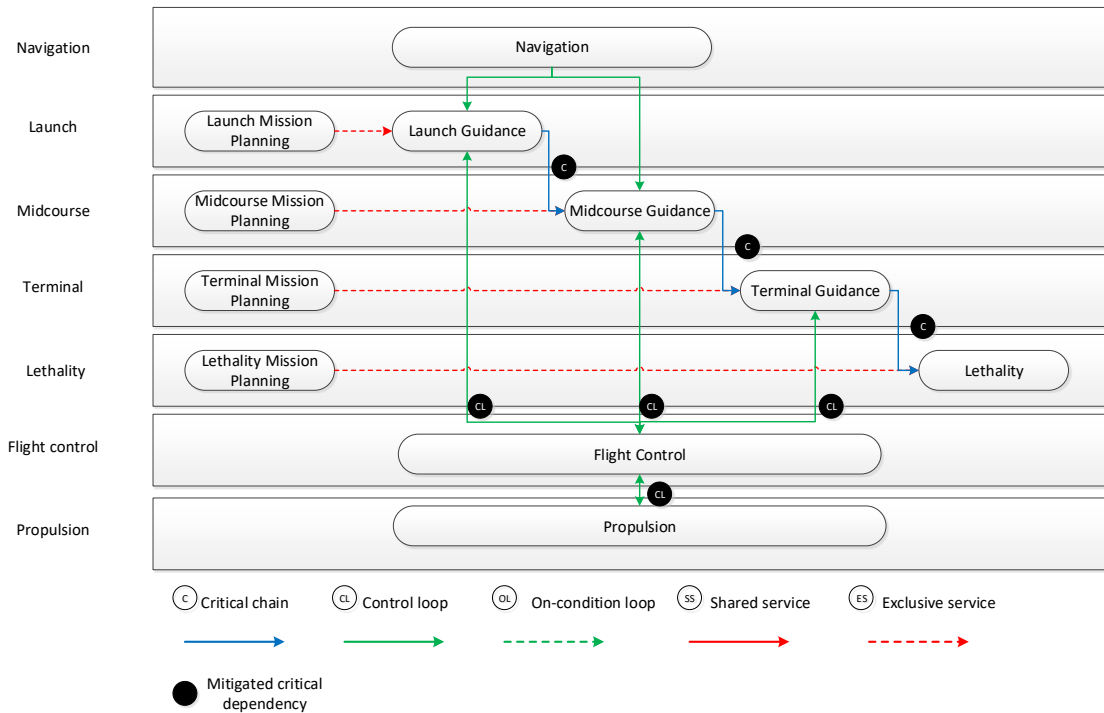 Navigation
Navigation
Launch
Launch Mission
Planning
Launch Guidance
C
Midcourse
Midcourse Mission
Planning
Midcourse Guidance
C
Terminal
Terminal Mission
Planning
Terminal Guidance
C
Lethality
Lethality Mission
Planning
Lethality
CL
CL
CL
Flight control
Flight Control
CL
Propulsion
Propulsion
C Critical chain
CL Control loop
OL On-condition loop
SS Shared service
ES Exclusive service
Mitigated critical
dependency